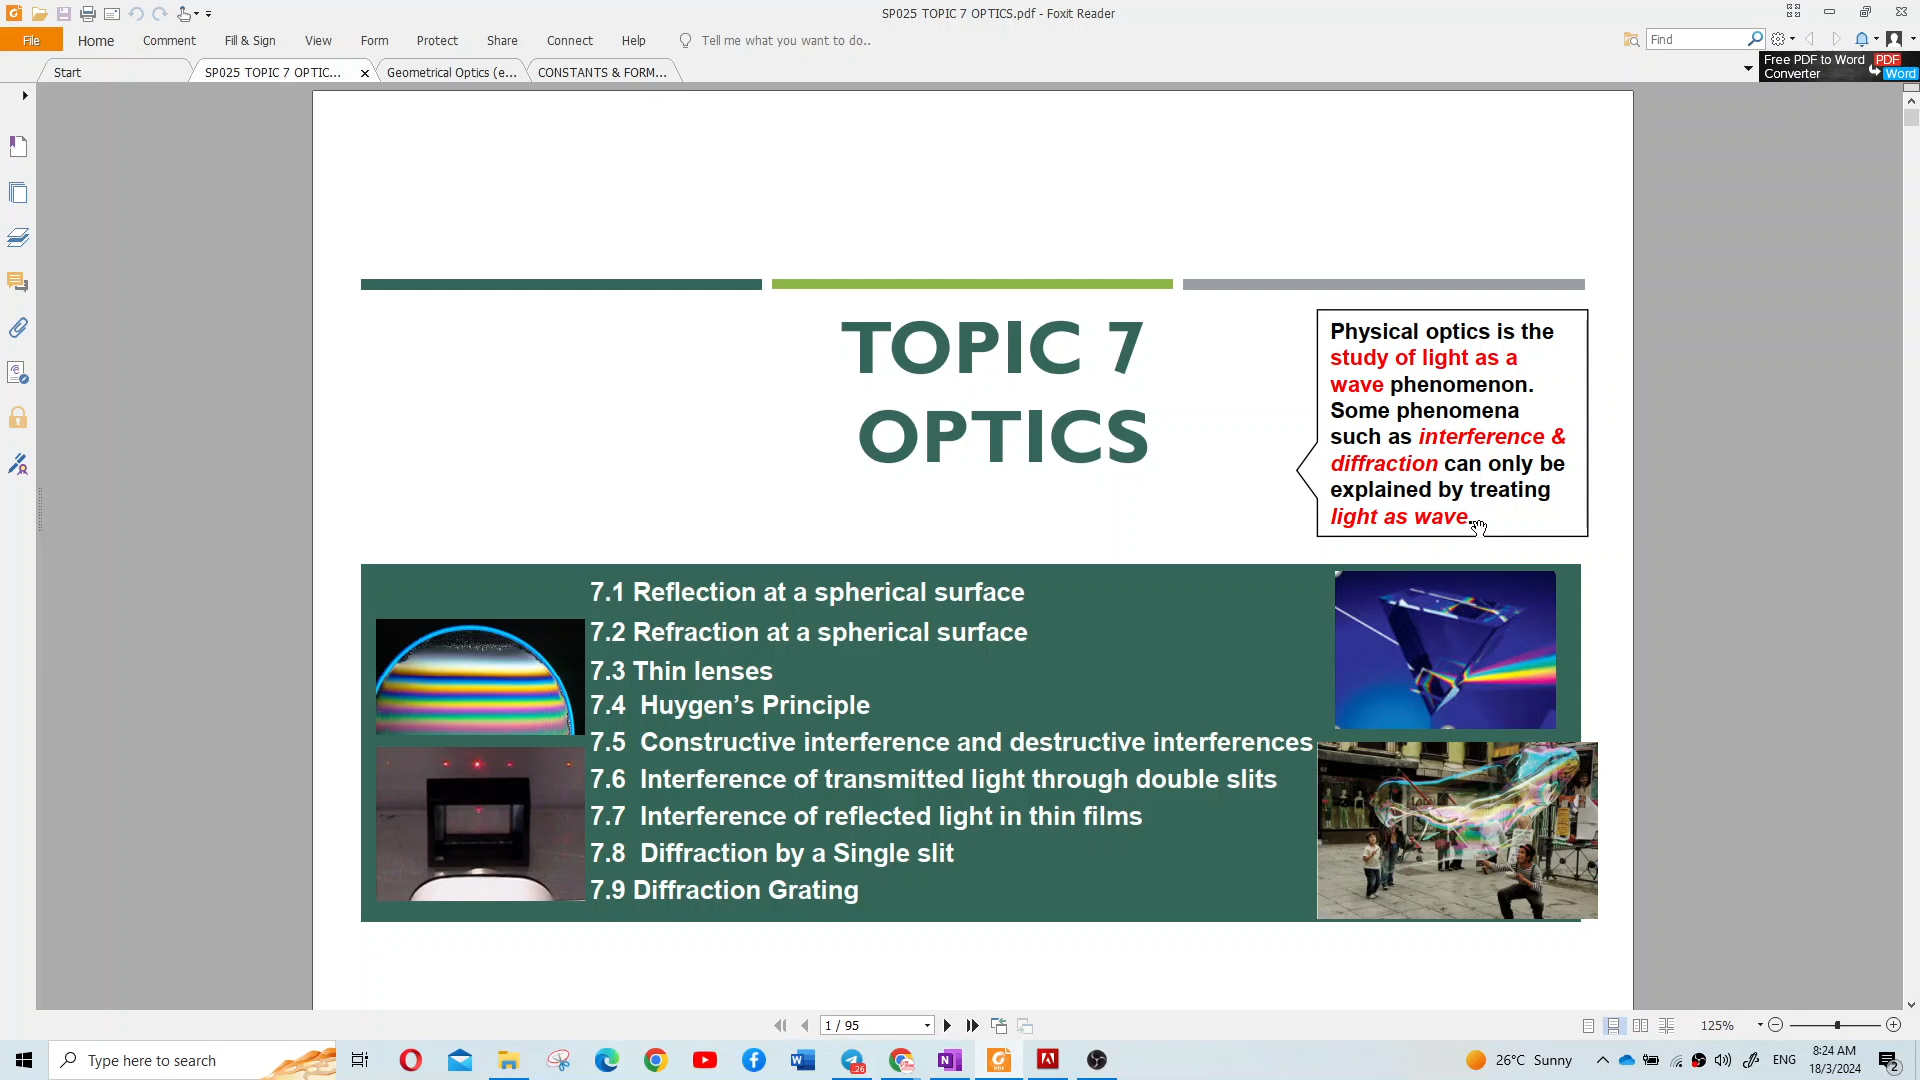 SP025 TOPIC 7 OPTICS.pdf - Foxit Reader
File Home Comment Fill & Sign View Form Protect Share Connect Help Tell me what you want to do.. Find
Start SP025 TOPIC 7 OPTIC... Geometrical Optics (e... CONSTANTS & FORM...
Free PDF to Word
Converter
PDF
Word
TOPIC 7
OPTICS
Physical optics is the
study of light as a
wave phenomenon.
Some phenomena
such as interference &
diffraction can only be
explained by treating
light as wave.
7.1 Reflection at a spherical surface
7.2 Refraction at a spherical surface
7.3 Thin lenses
7.4 Huygen’s Principle
7.5 Constructive interference and destructive interferences
7.6 Interference of transmitted light through double slits
7.7 Interference of reflected light in thin films
7.8 Diffraction by a Single slit
7.9 Diffraction Grating
1 / 95
125%
Type here to search
26
26°C Sunny
ENG
8:24 AM
18/3/2024
2